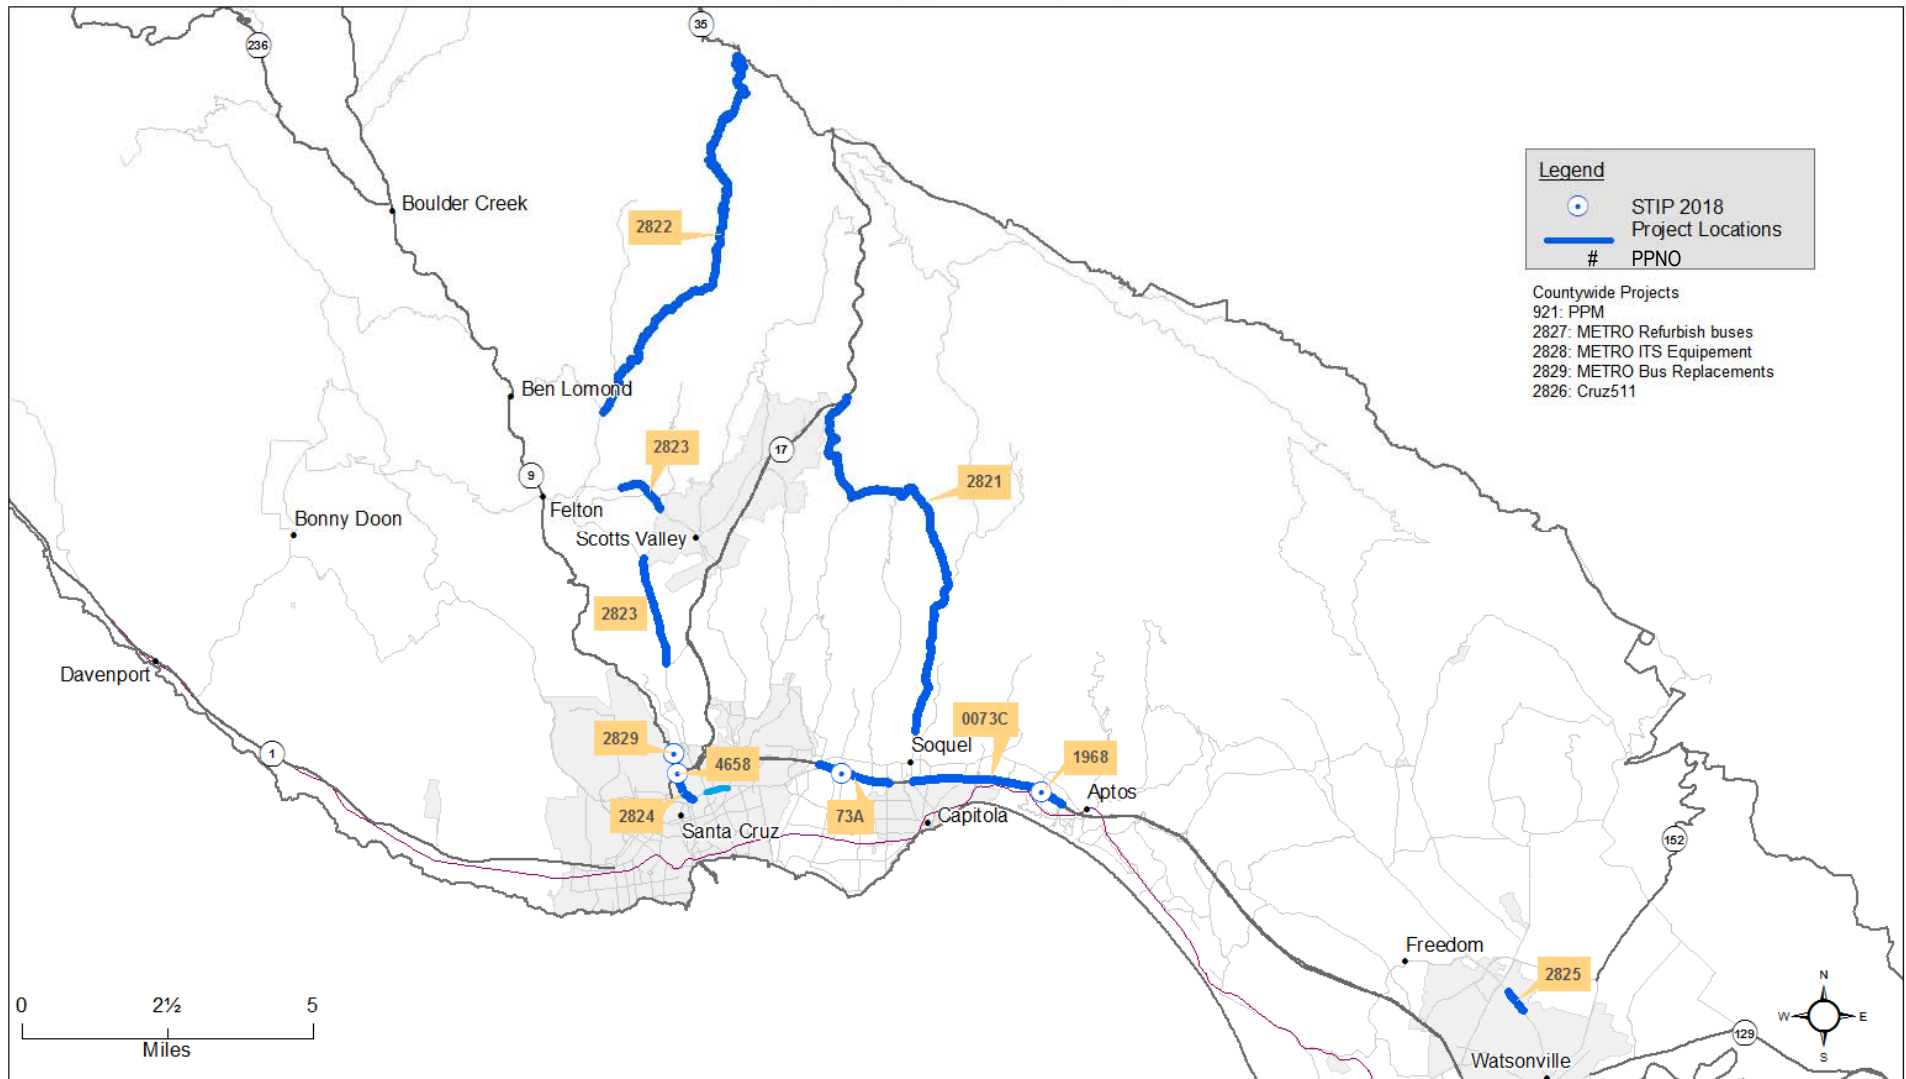 35
236
Legend
STIP 2018
Project Locations
# PPNO
Boulder Creek
2822
Countywide Projects
921: PPM
2827: METRO Refurbish buses
2828: METRO ITS Equipement
2829: METRO Bus Replacements
2826: Cruz511
Ben Lomond
2823
17
9
2821
Felton
Bonny Doon
Scotts Valley
2823
Davenport
0073C
1
2829
Soquel
4658
1968
2824
73A
Aptos
Capitola
Santa Cruz
152
Freedom
2825
N
W E
S
0 2½ 5
Miles
129
Watsonville